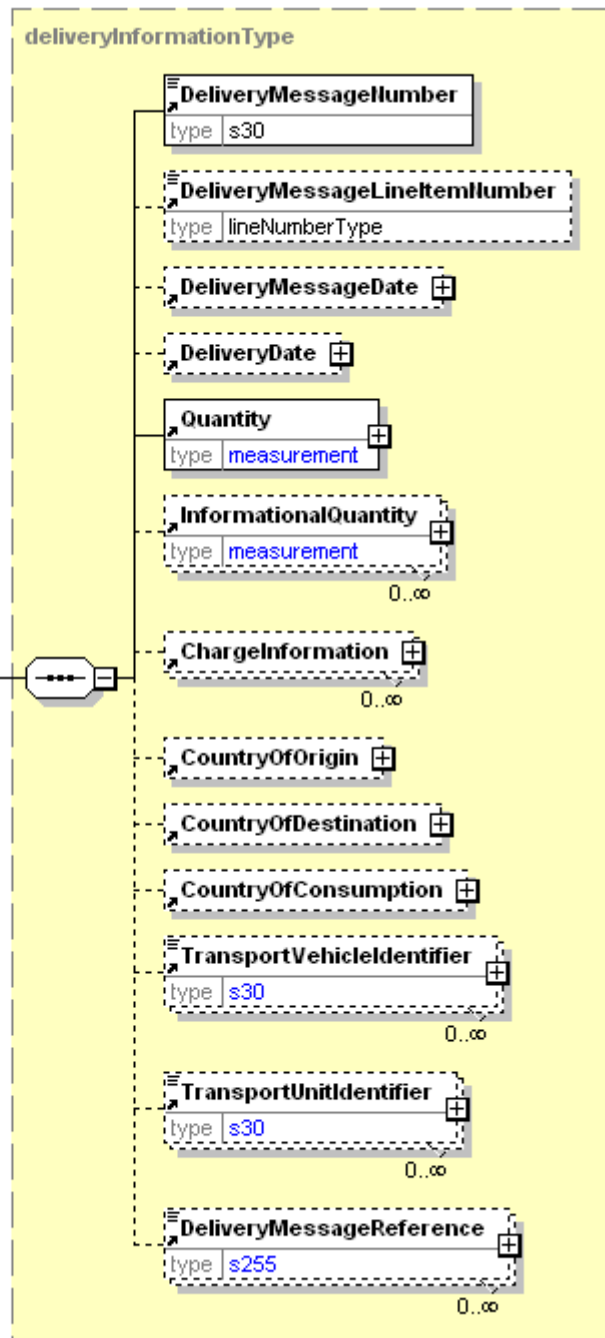 deliveryInformationType
DeliveryMessageNumber
type s30
DeliveryMessageLineItemNumber
type lineNumberType
DeliveryMessageDate
DeliveryDate
Quantity
type measurement
InformationalQuantity
type measurement
0..∞
ChargeInformation
0..∞
CountryOfOrigin
CountryOfDestination
CountryOfConsumption
TransportVehicleIdentifier
type s30
0..∞
TransportUnitIdentifier
type s30
0..∞
DeliveryMessageReference
type s255
0..∞